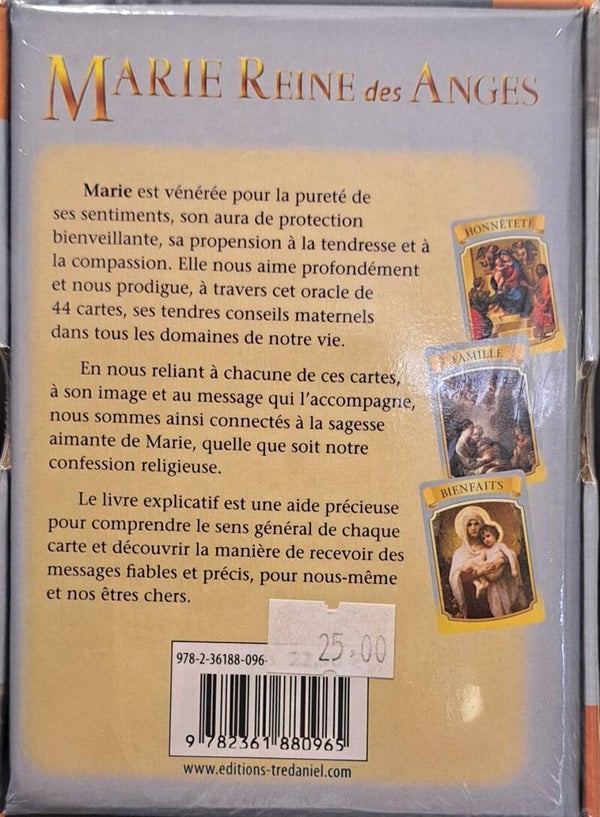 MARIE REINE des ANGES
Marie est vénérée pour la pureté de
ses sentiments, son aura de protection
bienveillante, sa propension à la tendresse et à
la compassion. Elle nous aime profondément
et nous prodigue, à travers cet oracle de
44 cartes, ses tendres conseils maternels
dans tous les domaines de notre vie.
HONNÊTETÉ
FAMILLE
En nous reliant à chacune de ces cartes,
à son image et au message qui l'accompagne,
nous sommes ainsi connectés à la sagesse
aimante de Marie, quelle que soit notre
confession religieuse.
BIENFAITS
Le livre explicatif est une aide précieuse
pour comprendre le sens général de chaque
carte et découvrir la manière de recevoir des
messages fiables et précis, pour nous-même
et nos êtres chers.
25.00
978-2-36188-096-
9 782361 880965
www.editions-tredaniel.com